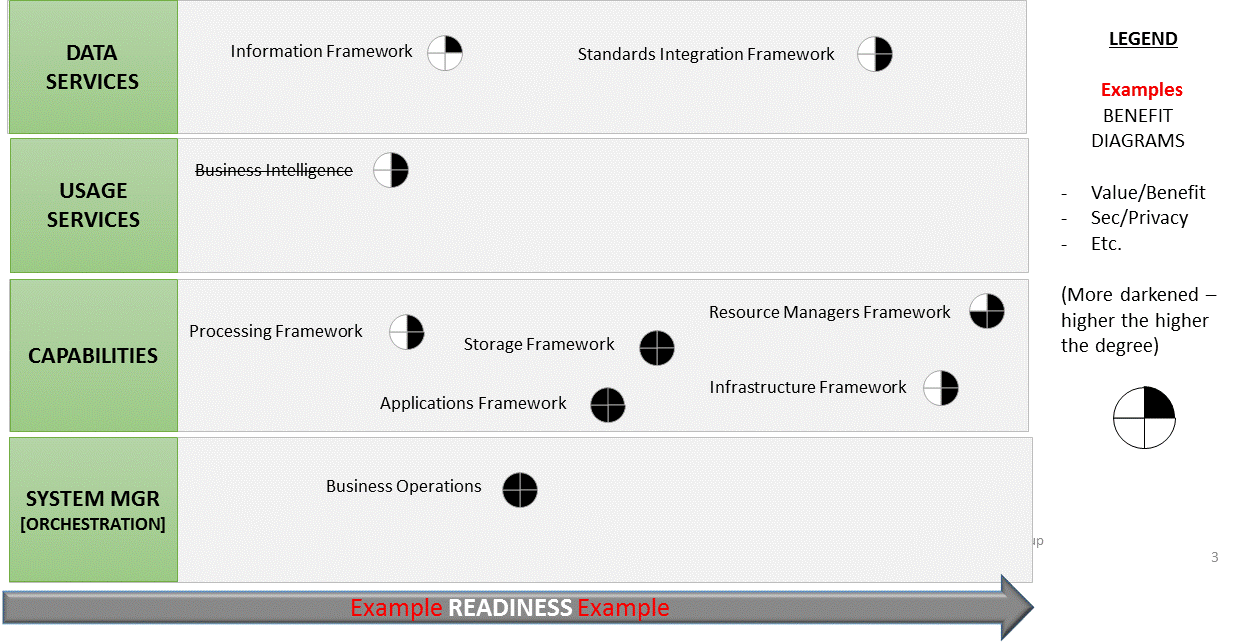 DATA
SERVICES
Information Framework
Standards Integration Framework
USAGE
SERVICES
Business Intelligence
CAPABILITIES
Processing Framework
Storage Framework
Resource Managers Framework
Applications Framework
Infrastructure Framework
SYSTEM MGR
[ORCHESTRATION]
Business Operations
Example READINESS Example
LEGEND
Examples
BENEFIT
DIAGRAMS
- Value/Benefit
- Sec/Privacy
- Etc.
(More darkened –
higher the higher
the degree)
up
3